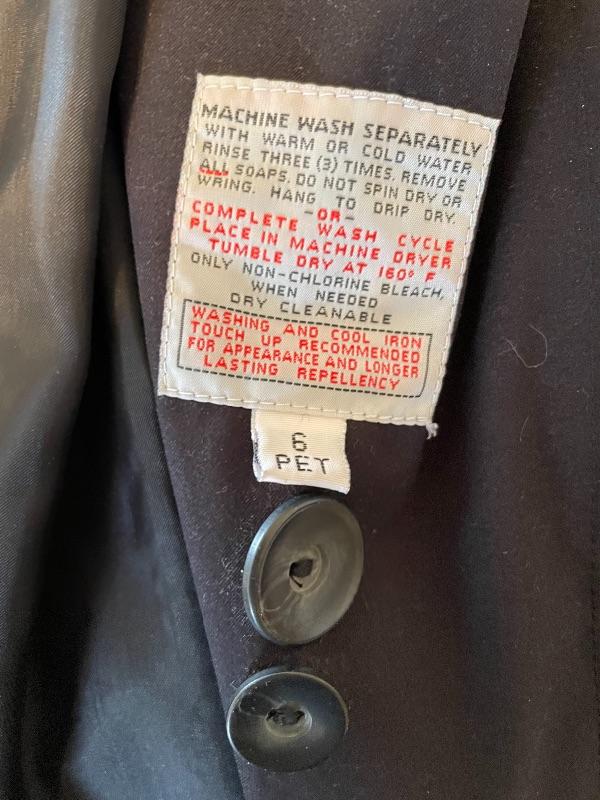 MACHINE WASH SEPARATELY
WITH WARM OR COLD WATER
RINSE THREE (3) TIMES, REMOVE
ALL SOAPS. DO NOT SPIN DRY OR
WRING. HANG TO DRIP DRY.
-OR-
COMPLETE WASH CYCLE
PLACE IN MACHINE DRYER
TUMBLE DRY AT 160° F
ONLY NON-CHLORINE BLEACH,
WHEN NEEDED
DRY CLEANABLE
WASHING AND COOL IRON
TOUCH UP RECOMMENDED
FOR APPEARANCE AND LONGER
LASTING REPELLENCY
6
PET